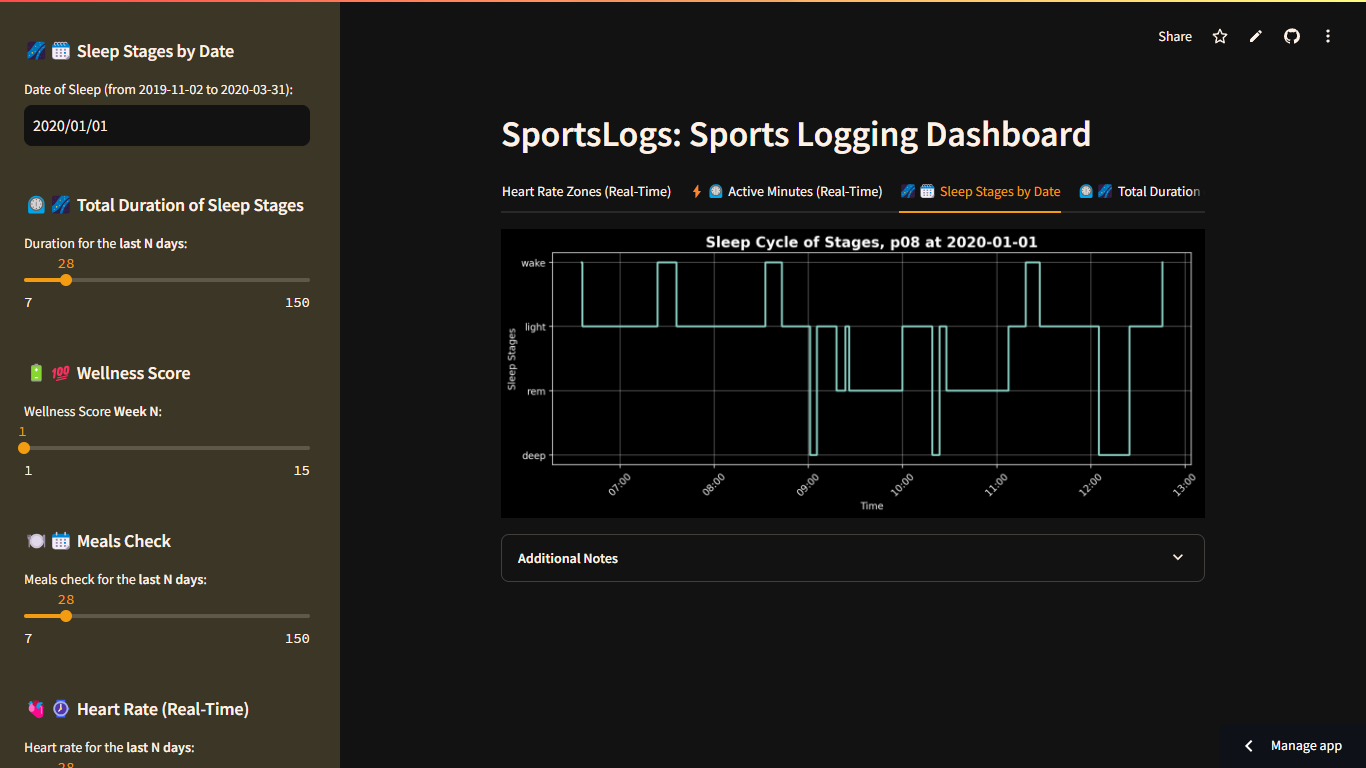 Sleep Stages by Date
Date of Sleep (from 2019-11-02 to 2020-03-31):
2020/01/01
Total Duration of Sleep Stages
Duration for the last N days:
28
7 150
💯 Wellness Score
Wellness Score Week N:
1
1 15
Meals Check
Meals check for the last N days:
28
7 150
Heart Rate (Real-Time)
Heart rate for the last N days:
28
Share
SportsLogs: Sports Logging Dashboard
Heart Rate Zones (Real-Time) Active Minutes (Real-Time) Sleep Stages by Date Total Duration
Sleep Cycle of Stages, p08 at 2020-01-01
Sleep Stages
wake
light
rem
deep
07:00 08:00 09:00 10:00 11:00 12:00 13:00
Time
Additional Notes
Manage app